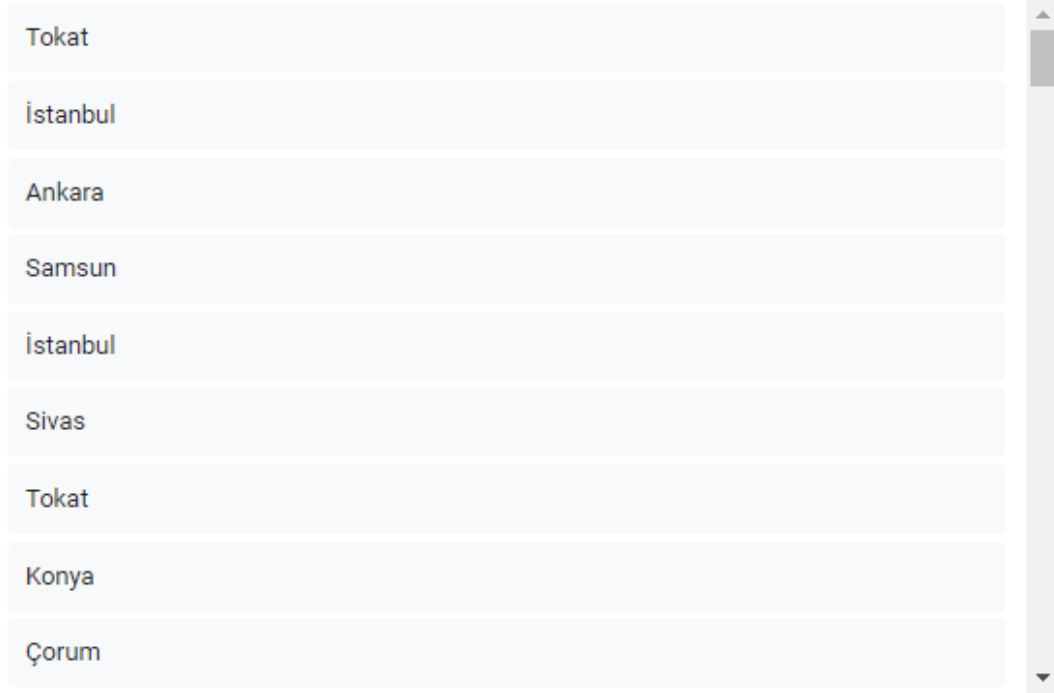 Tokat
İstanbul
Ankara
Samsun
İstanbul
Sivas
Tokat
Konya
Çorum